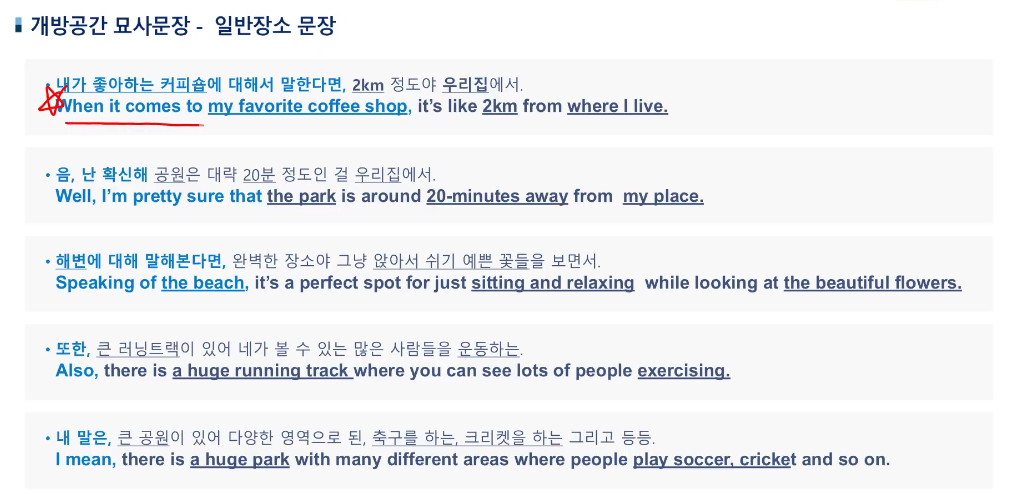 개방공간 묘사문장 - 일반장소 문장
• 내가 좋아하는 커피숍에 대해서 말한다면, 2km 정도야 우리집에서.
When it comes to my favorite coffee shop, it's like 2km from where I live.
• 음, 난 확신해 공원은 대략 20분 정도인 걸 우리집에서.
Well, I'm pretty sure that the park is around 20-minutes away from my place.
• 해변에 대해 말해본다면, 완벽한 장소야 그냥 앉아서 쉬기 예쁜 꽃들을 보면서.
Speaking of the beach, it's a perfect spot for just sitting and relaxing while looking at the beautiful flowers.
• 또한, 큰 러닝트랙이 있어 네가 볼 수 있는 많은 사람들을 운동하는.
Also, there is a huge running track where you can see lots of people exercising.
• 내 말은, 큰 공원이 있어 다양한 영역으로 된, 축구를 하는, 크리켓을 하는 그리고 등등.
I mean, there is a huge park with many different areas where people play soccer, cricket and so on.